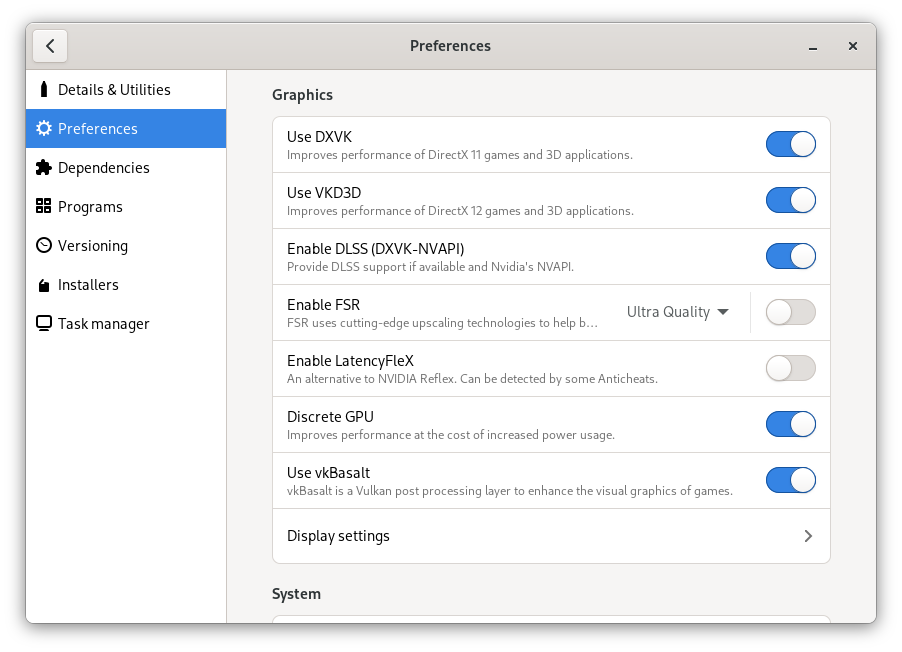 Preferences
Details & Utilities
Preferences
Dependencies
Programs
Versioning
Installers
Task manager
Graphics
Use DXVK
Improves performance of DirectX 11 games and 3D applications.
Use VKD3D
Improves performance of DirectX 12 games and 3D applications.
Enable DLSS (DXVK-NVAPI)
Provide DLSS support if available and Nvidia's NVAPI.
Enable FSR
FSR uses cutting-edge upscaling technologies to help b…
Ultra Quality
Enable LatencyFleX
An alternative to NVIDIA Reflex. Can be detected by some Anticheats.
Discrete GPU
Improves performance at the cost of increased power usage.
Use vkBasalt
vkBasalt is a Vulkan post processing layer to enhance the visual graphics of games.
Display settings
System